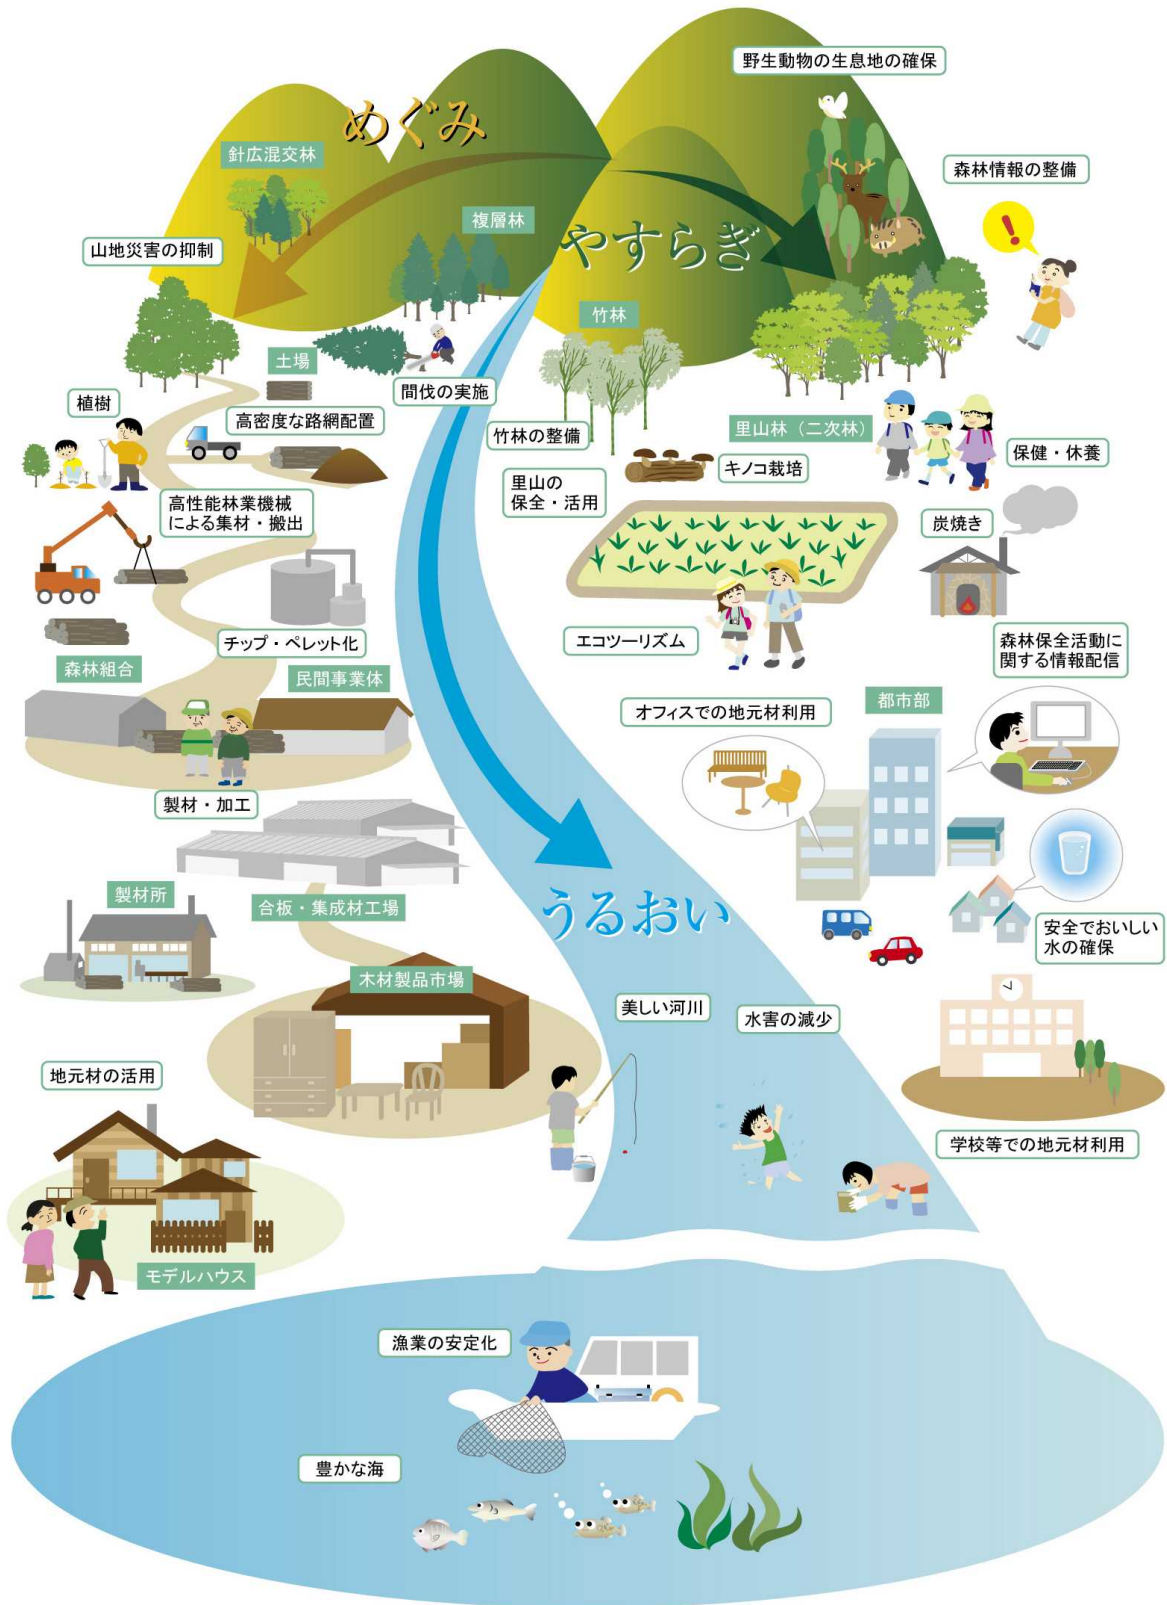 野生動物の生息地の確保
めぐみ
針広混交林
森林情報の整備
複層林
山地災害の抑制
やすらぎ
竹林
土場
間伐の実施
植樹
高密度な路網配置
竹林の整備
里山林（二次林）
保健・休養
キノコ栽培
里山の
保全・活用
高性能林業機械
による集材・搬出
炭焼き
チップ・ペレット化
エコツーリズム
森林保全活動に
関する情報配信
森林組合
民間事業体
オフィスでの地元材利用
都市部
製材・加工
製材所
合板・集成材工場
うるおい
安全でおいしい
水の確保
木材製品市場
美しい河川
水害の減少
地元材の活用
学校等での地元材利用
モデルハウス
漁業の安定化
豊かな海